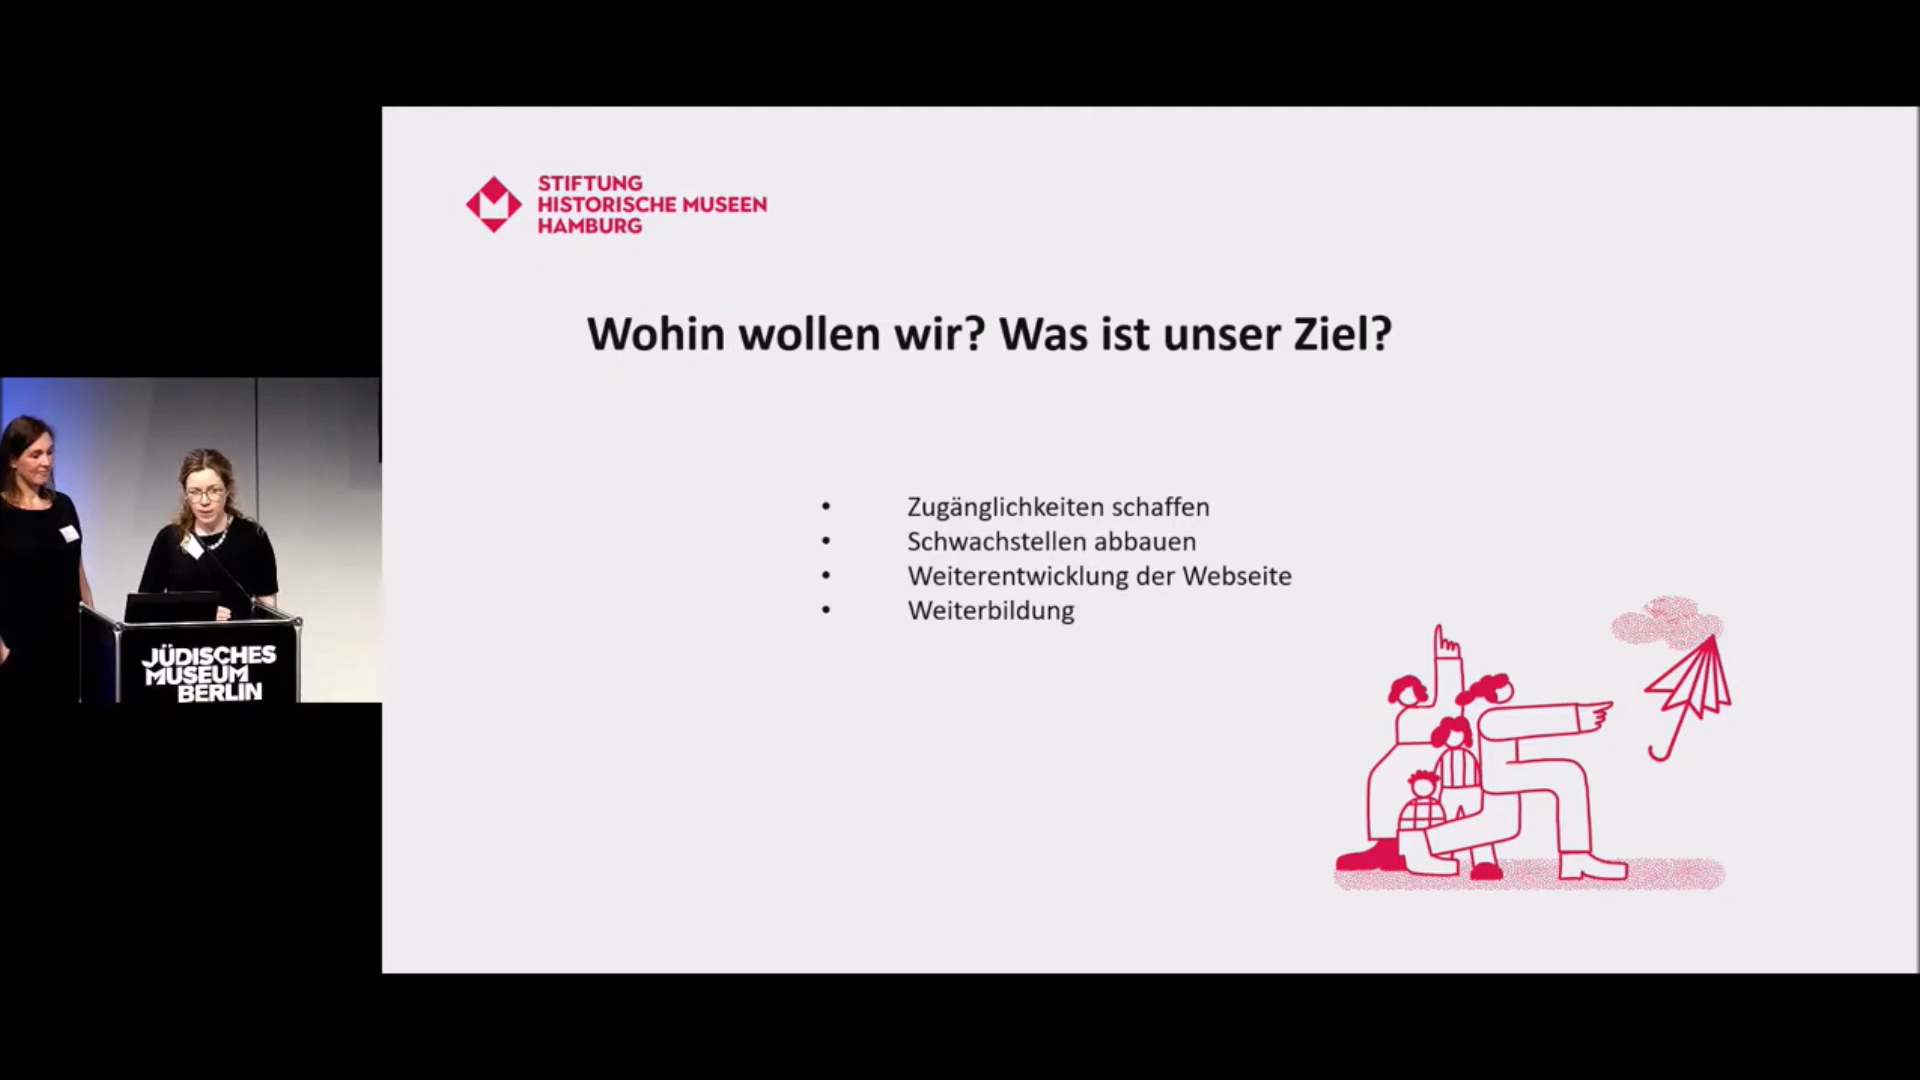 STIFTUNG
HISTORISCHE MUSEEN
HAMBURG
Wohin wollen wir? Was ist unser Ziel?
• Zugänglichkeiten schaffen
• Schwachstellen abbauen
• Weiterentwicklung der Webseite
• Weiterbildung
JÜDISCHES
MUSEUM
BERLIN